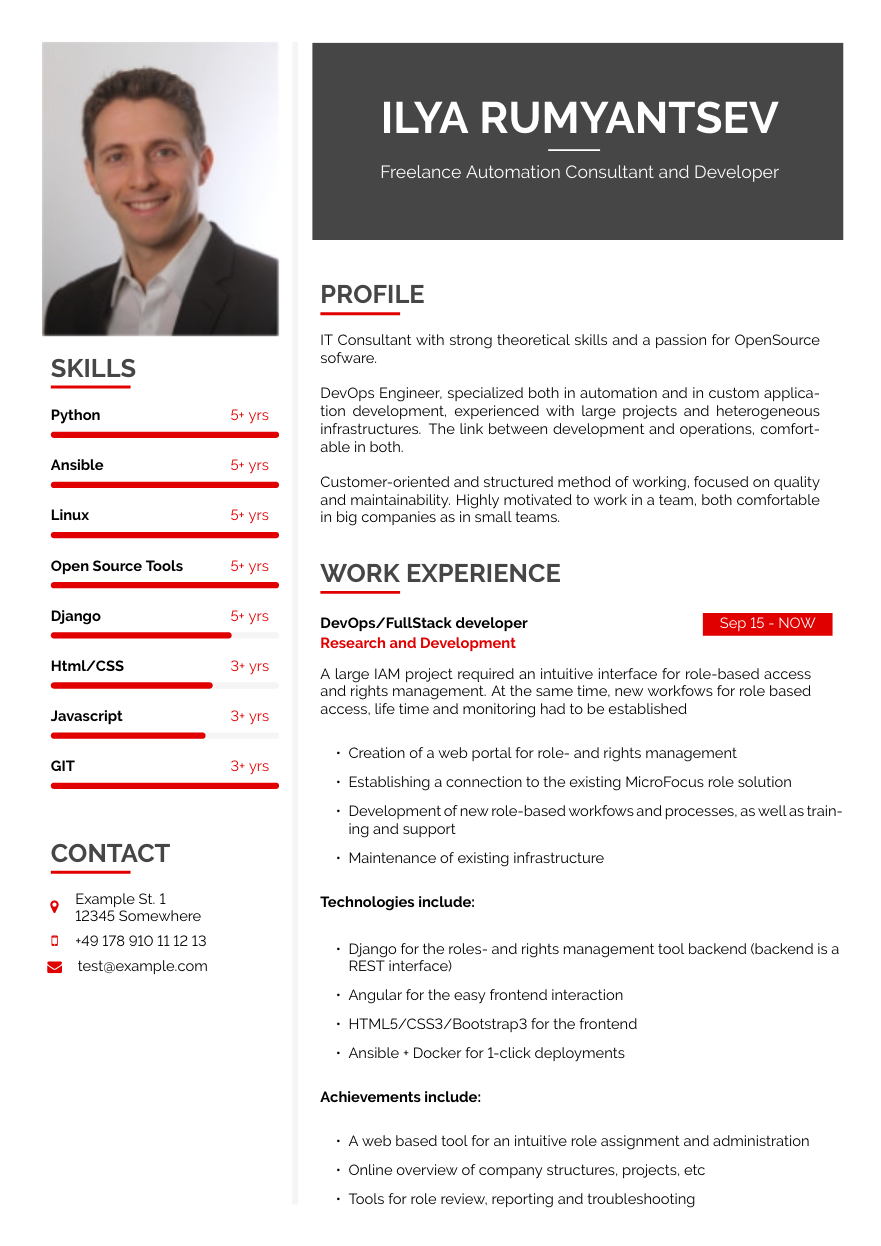 ILYA RUMYANTSEV
Freelance Automation Consultant and Developer
SKILLS
Python 5+ yrs
Ansible 5+ yrs
Linux 5+ yrs
Open Source Tools 5+ yrs
Django 5+ yrs
Html/CSS 3+ yrs
Javascript 3+ yrs
GIT 3+ yrs
CONTACT
Example St. 1
12345 Somewhere
+49 178 910 11 12 13
test@example.com
PROFILE
IT Consultant with strong theoretical skills and a passion for OpenSource
sofware.
DevOps Engineer, specialized both in automation and in custom applica-
tion development, experienced with large projects and heterogeneous
infrastructures. The link between development and operations, comfort-
able in both.
Customer-oriented and structured method of working, focused on quality
and maintainability. Highly motivated to work in a team, both comfortable
in big companies as in small teams.
WORK EXPERIENCE
DevOps/FullStack developer Sep 15 - NOW
Research and Development
A large IAM project required an intuitive interface for role-based access
and rights management. At the same time, new workfows for role based
access, life time and monitoring had to be established
• Creation of a web portal for role- and rights management
• Establishing a connection to the existing MicroFocus role solution
• Development of new role-based workfows and processes, as well as train-
ing and support
• Maintenance of existing infrastructure
Technologies include:
• Django for the roles- and rights management tool backend (backend is a
REST interface)
• Angular for the easy frontend interaction
• HTML5/CSS3/Bootstrap3 for the frontend
• Ansible + Docker for 1-click deployments
Achievements include:
• A web based tool for an intuitive role assignment and administration
• Online overview of company structures, projects, etc
• Tools for role review, reporting and troubleshooting